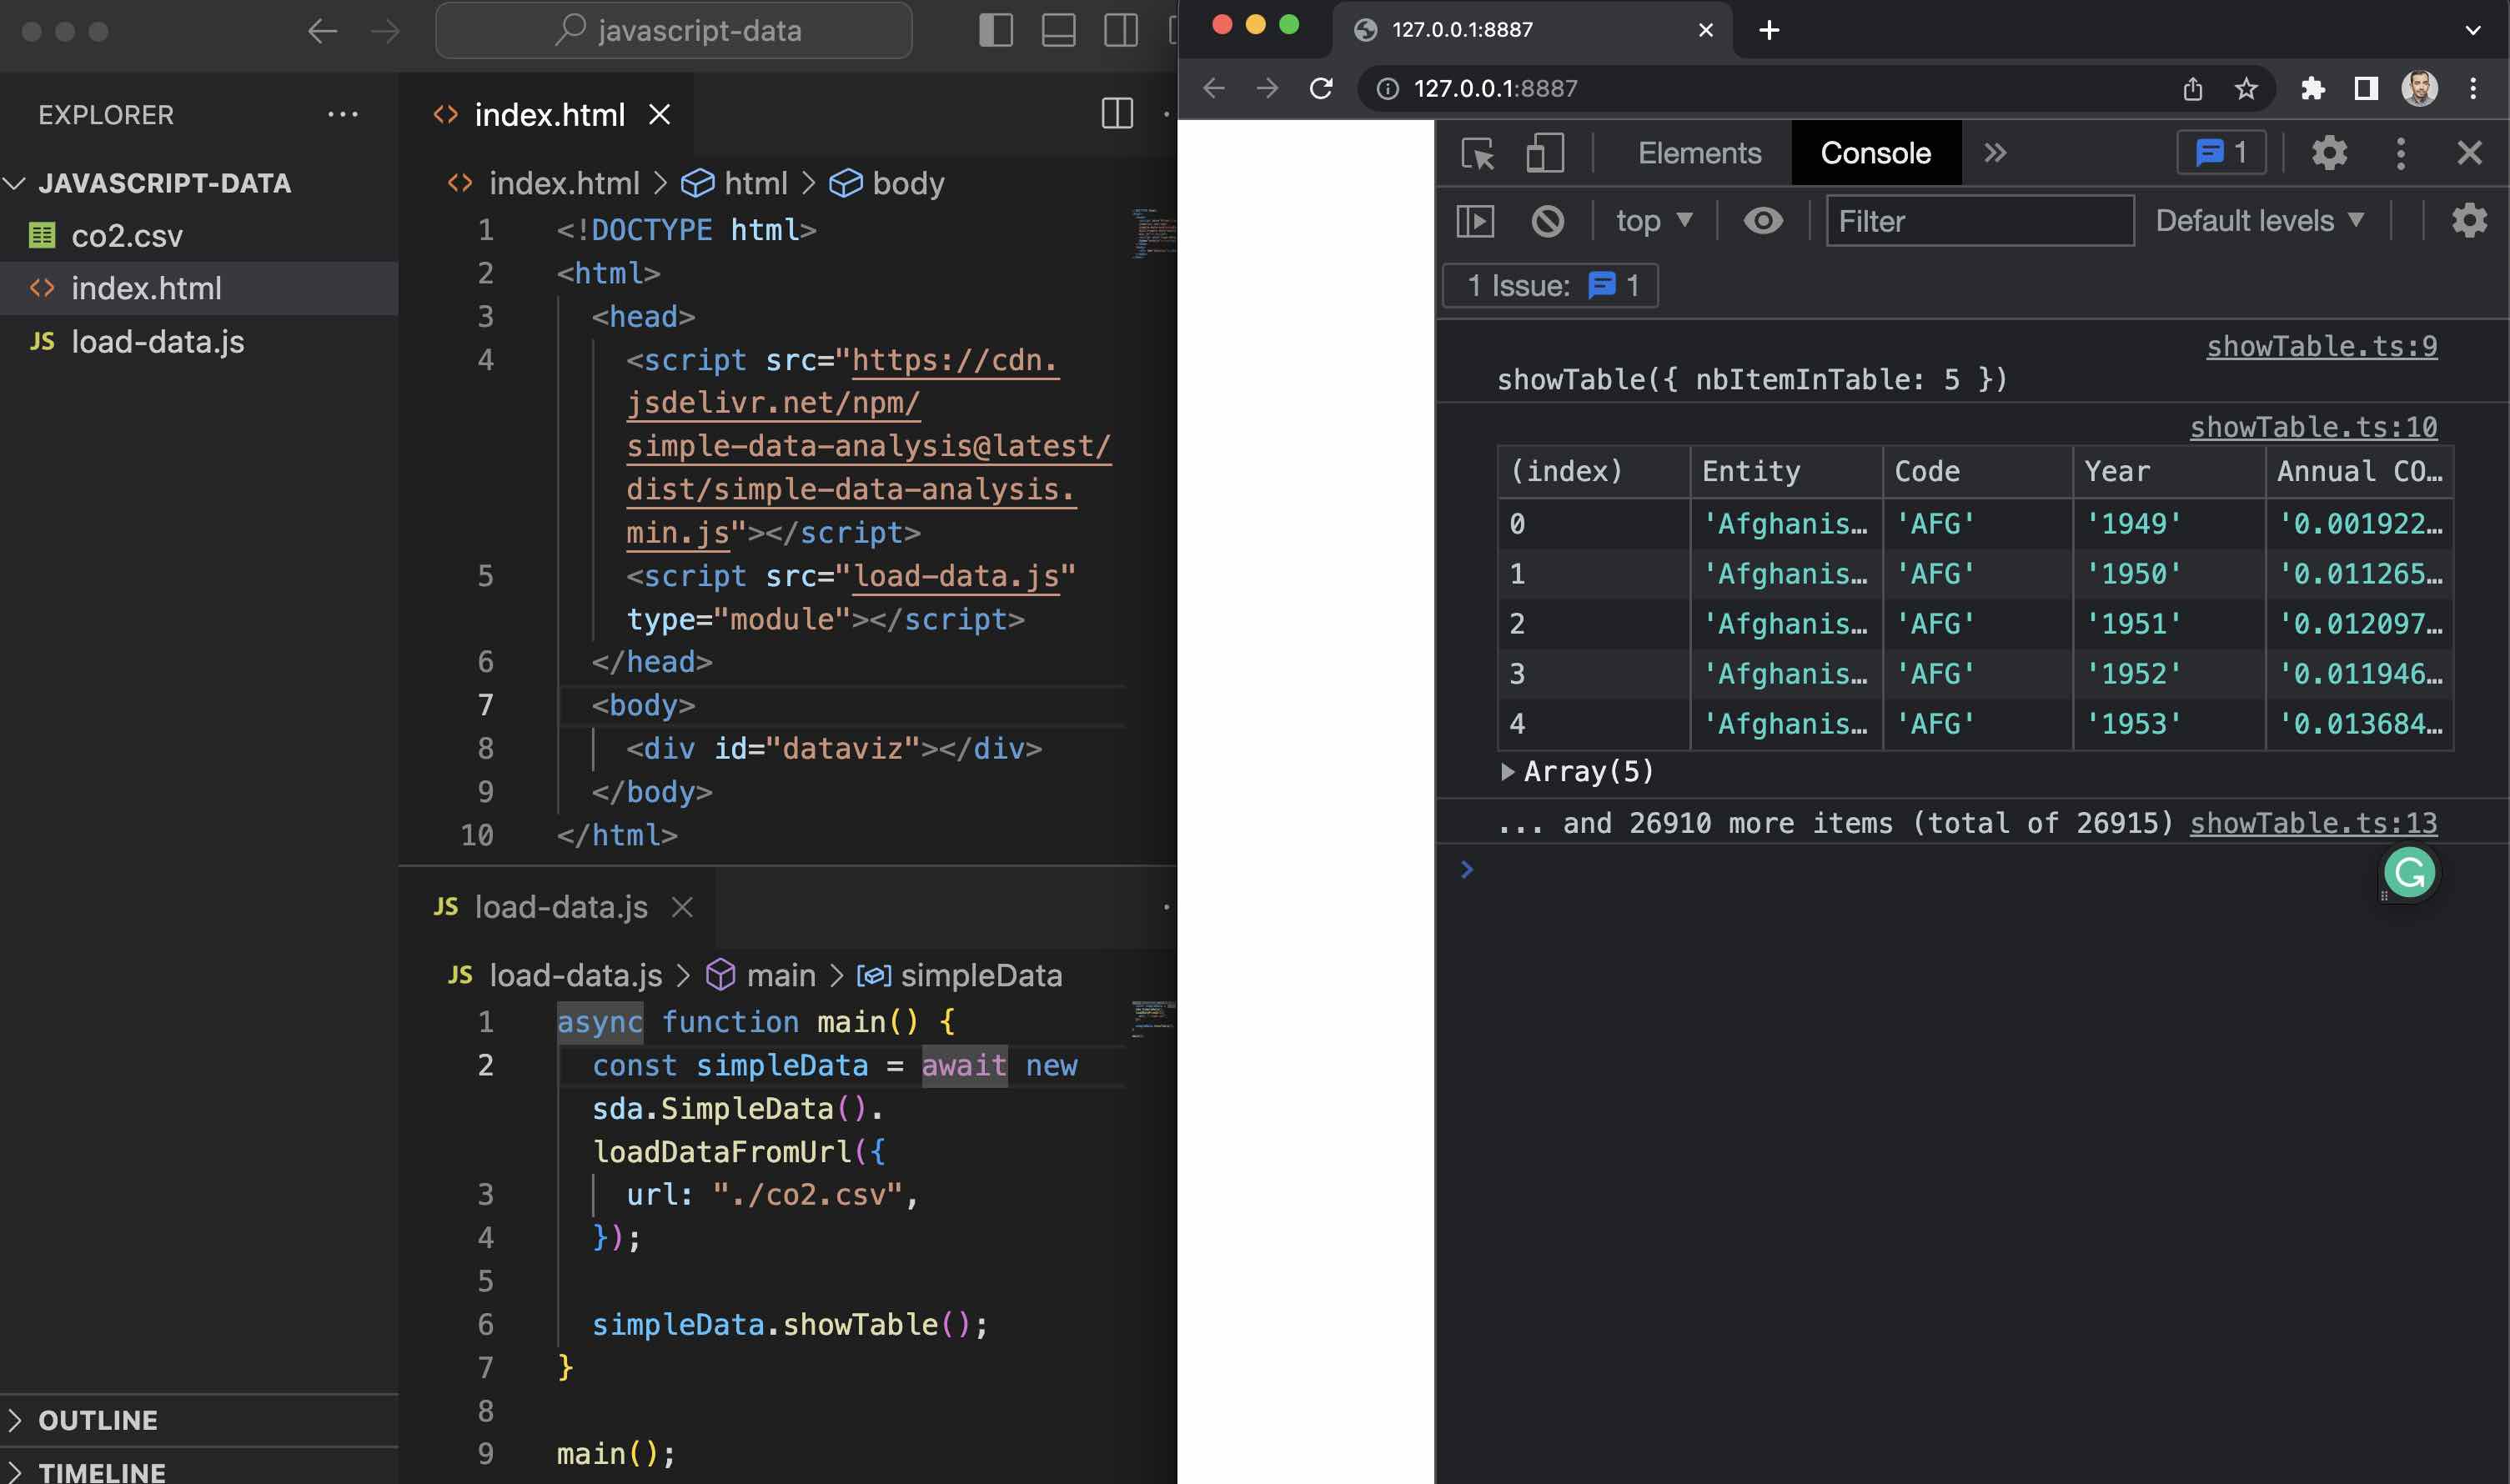 javascript-data
EXPLORER
JAVASCRIPT-DATA
co2.csv
index.html
JS load-data.js
OUTLINE
TIMELINE
index.html
index.html > html > body
1 <!DOCTYPE html>
2 <html>
3 <head>
4 <script src="https://cdn.
jsdelivr.net/npm/
simple-data-analysis@latest/
dist/simple-data-analysis.
min.js"></script>
5 <script src="load-data.js"
type="module"></script>
6 </head>
7 <body>
8 <div id="dataviz"></div>
9 </body>
10 </html>
JS load-data.js
JS load-data.js > main > simpleData
1 async function main() {
2 const simpleData = await new
sda.SimpleData().
loadDataFromUrl({
3 url: "./co2.csv",
4 });
5
6 simpleData.showTable();
7 }
8
9 main();
127.0.0.1:8887
127.0.0.1:8887
Elements Console 1
top Filter Default levels
1 Issue: 1
showTable.ts:9
showTable({ nbItemInTable: 5 })
showTable.ts:10
(index) Entity Code Year Annual CO…
0 'Afghanis… 'AFG' '1949' '0.001922…
1 'Afghanis… 'AFG' '1950' '0.011265…
2 'Afghanis… 'AFG' '1951' '0.012097…
3 'Afghanis… 'AFG' '1952' '0.011946…
4 'Afghanis… 'AFG' '1953' '0.013684…
Array(5)
... and 26910 more items (total of 26915) showTable.ts:13